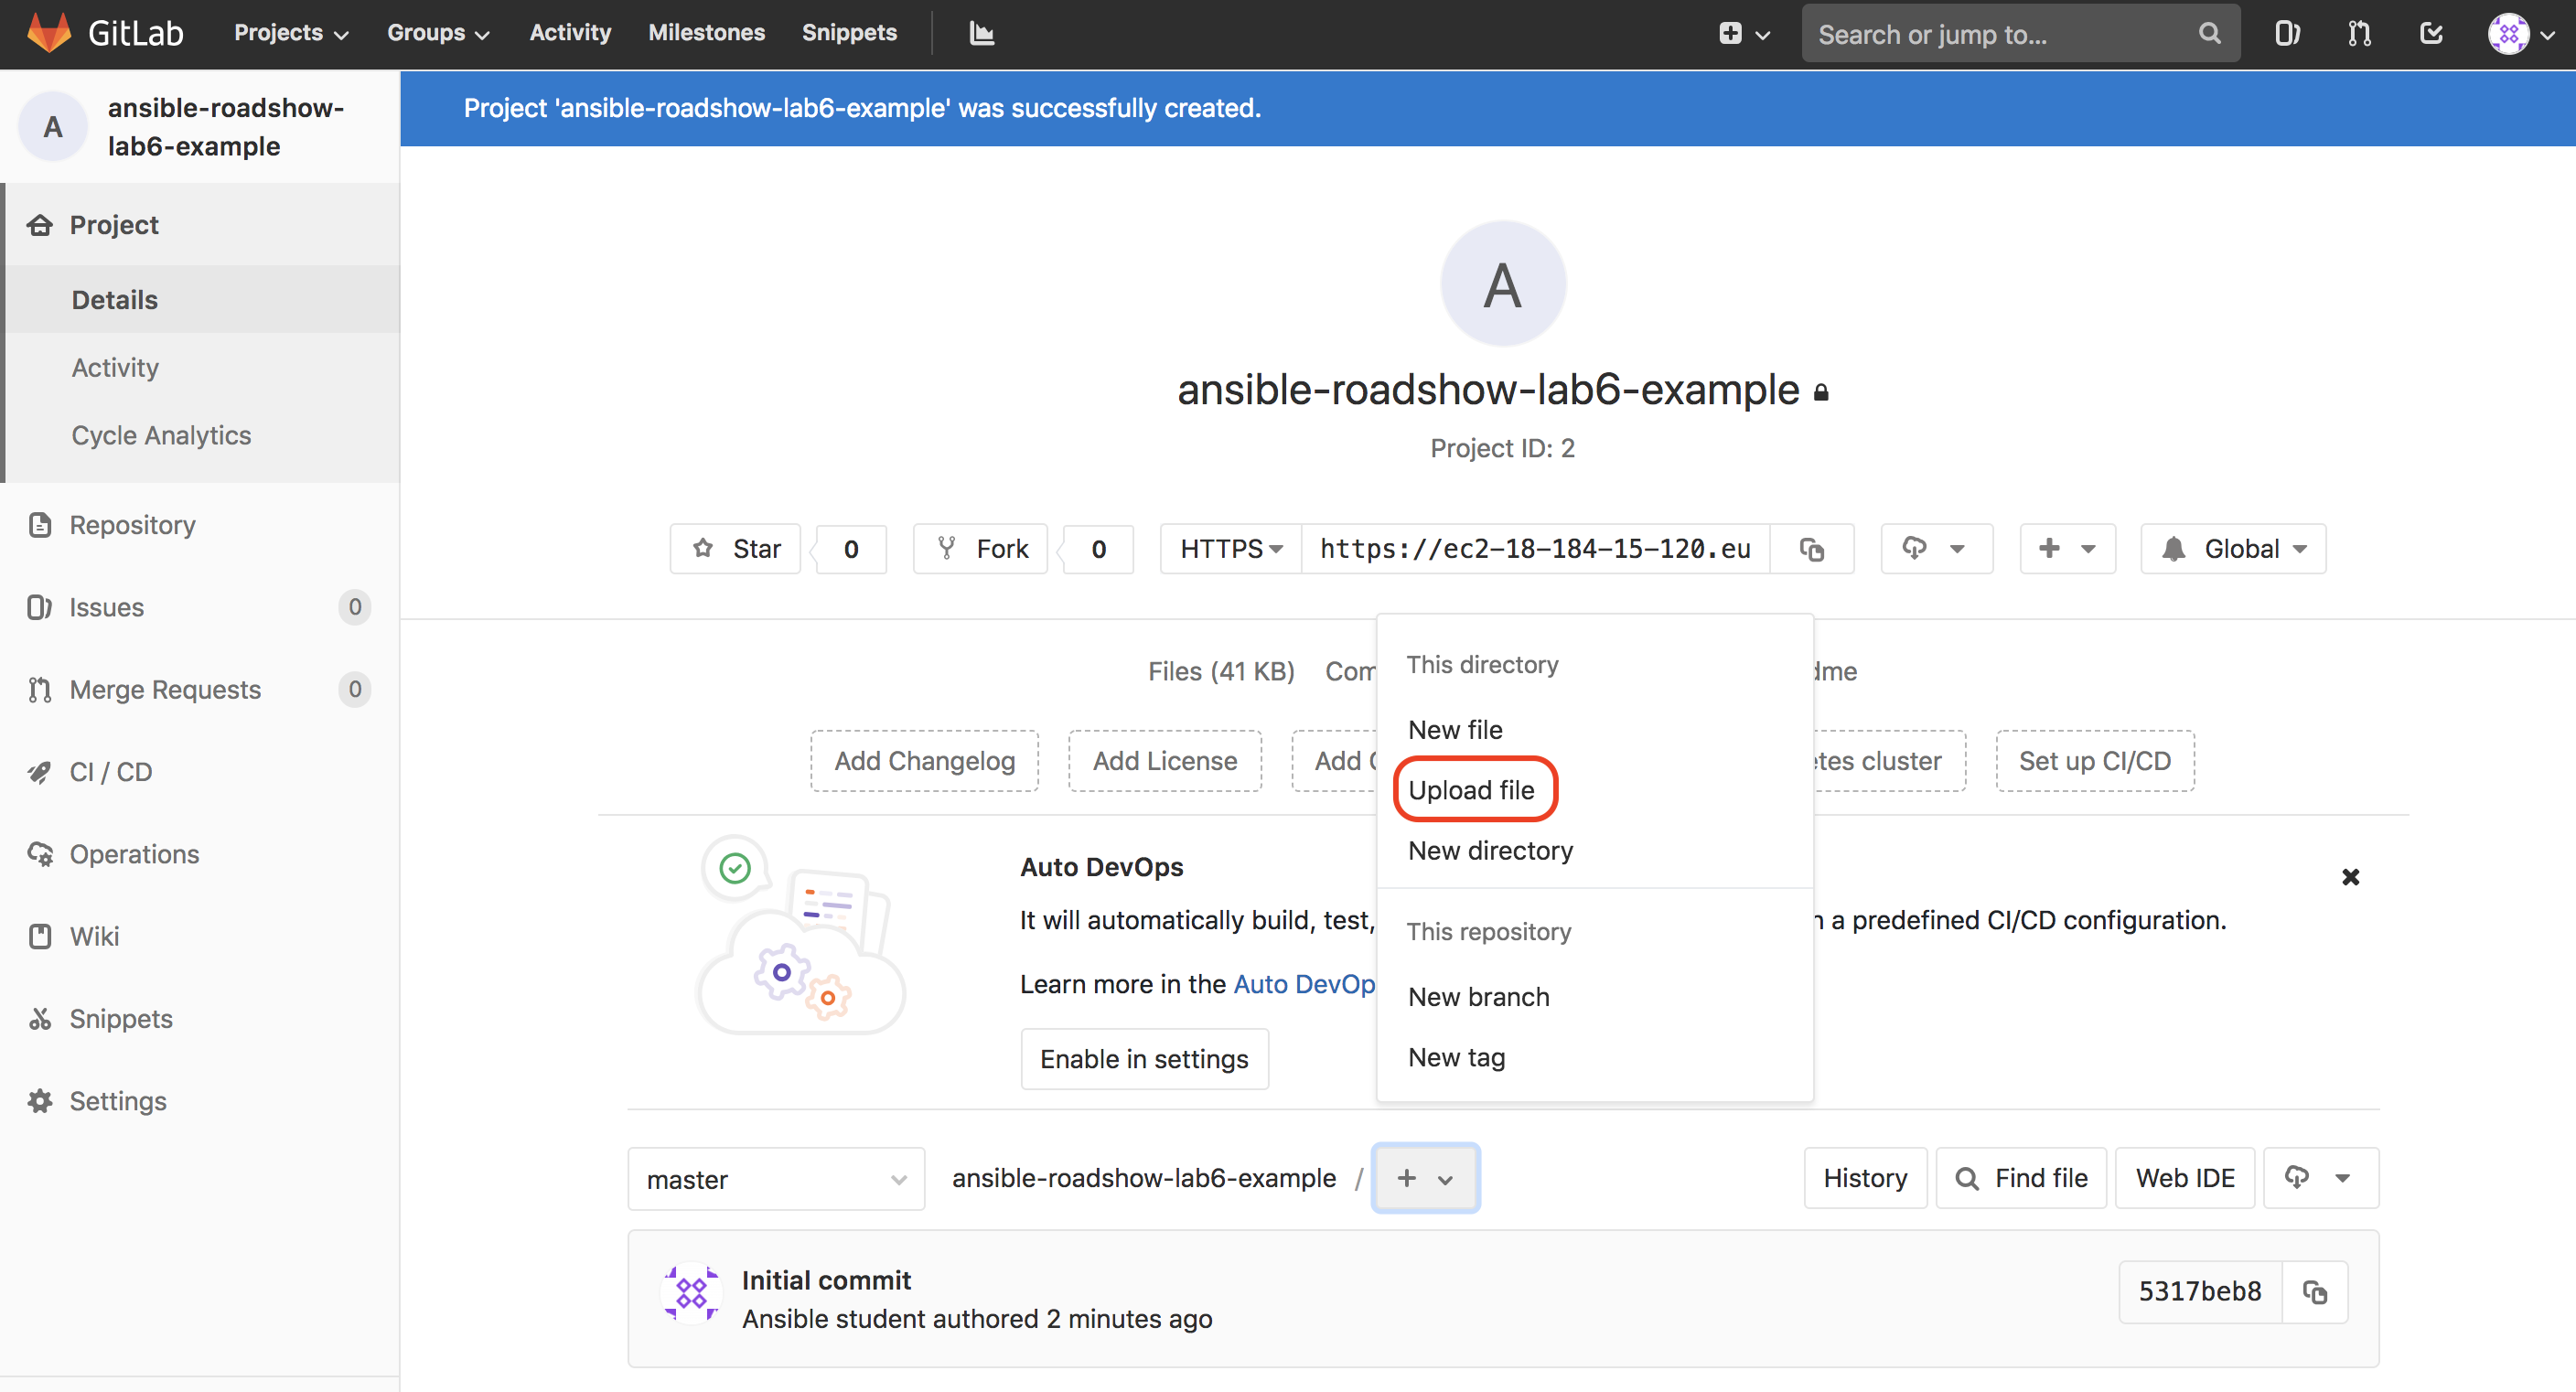 GitLab Projects Groups Activity Milestones Snippets Search or jump to...
ansible-roadshow-
lab6-example
Project
Details
Activity
Cycle Analytics
Repository
Issues 0
Merge Requests 0
CI / CD
Operations
Wiki
Snippets
Settings
A
Project 'ansible-roadshow-lab6-example' was successfully created.
A
ansible-roadshow-lab6-example
Project ID: 2
Star 0 Fork 0 HTTPS https://ec2-18-184-15-120.eu Global
Files (41 KB)
Add Changelog Add License Add Set up CI/CD
cluster
This directory
New file
Upload file
New directory
This repository
New branch
New tag
Auto DevOps
It will automatically build, test, a predefined CI/CD configuration.
Learn more in the Auto DevOp
Enable in settings
master ansible-roadshow-lab6-example / + History Find file Web IDE
Initial commit
Ansible student authored 2 minutes ago
5317beb8